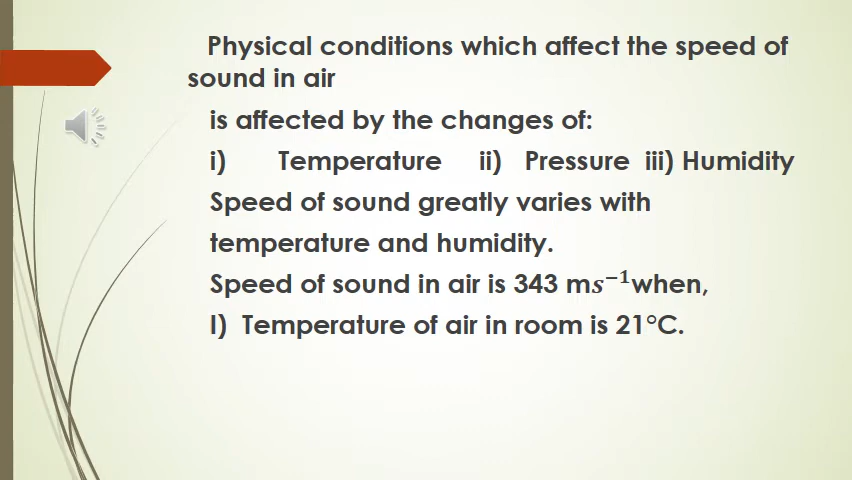 Physical conditions which affect the speed of
sound in air
is affected by the changes of:
i) Temperature ii) Pressure iii) Humidity
Speed of sound greatly varies with
temperature and humidity.
Speed of sound in air is 343 m𝑠⁻¹when,
I) Temperature of air in room is 21°C.